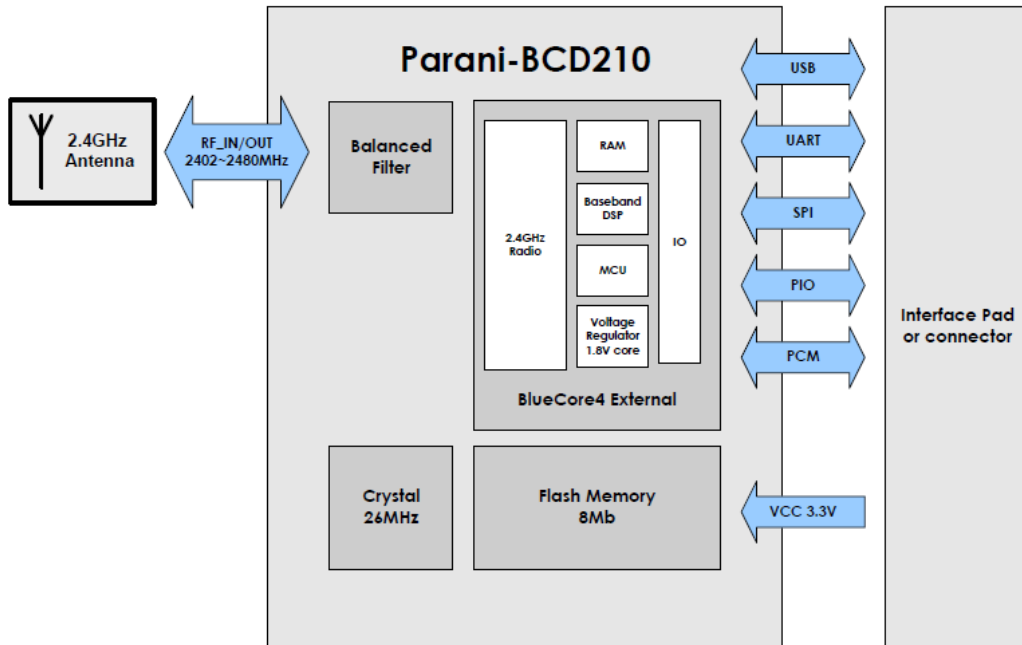 Parani-BCD210
2.4GHz
Antenna
RF_IN/OUT
2402~2480MHz
Balanced
Filter
2.4GHz
Radio
RAM
Baseband
DSP
MCU
Voltage
Regulator
1.8V core
IO
BlueCore4 External
Crystal
26MHz
Flash Memory
8Mb
USB
UART
SPI
PIO
PCM
VCC 3.3V
Interface Pad
or connector